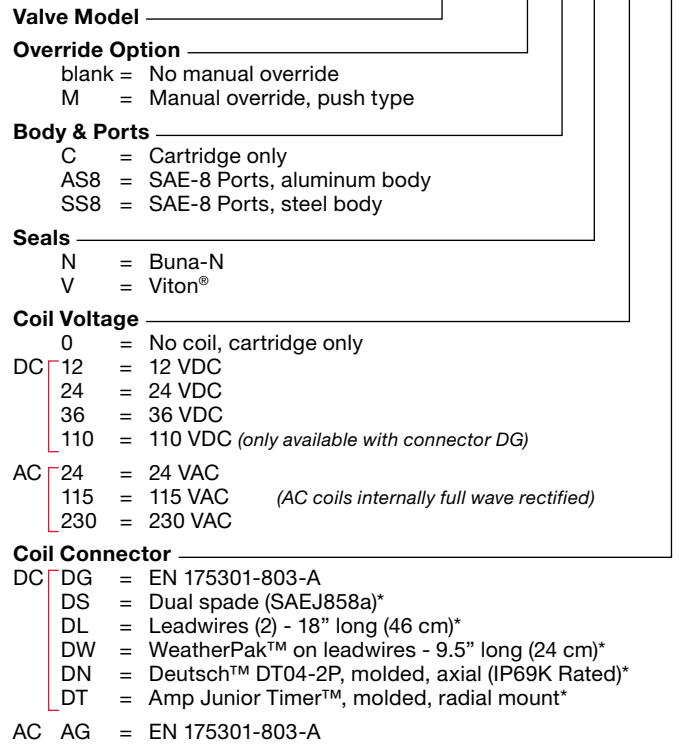 Valve Model
Override Option
blank = No manual override
M = Manual override, push type
Body & Ports
C = Cartridge only
AS8 = SAE-8 Ports, aluminum body
SS8 = SAE-8 Ports, steel body
Seals
N = Buna-N
V = Viton®
Coil Voltage
0 = No coil, cartridge only
DC 12 = 12 VDC
24 = 24 VDC
36 = 36 VDC
110 = 110 VDC (only available with connector DG)
AC 24 = 24 VAC
115 = 115 VAC (AC coils internally full wave rectified)
230 = 230 VAC
Coil Connector
DC DG = EN 175301-803-A
DS = Dual spade (SAEJ858a)*
DL = Leadwires (2) - 18” long (46 cm)*
DW = WeatherPak™ on leadwires - 9.5” long (24 cm)*
DN = Deutsch™ DT04-2P, molded, axial (IP69K Rated)*
DT = Amp Junior Timer™, molded, radial mount*
AC AG = EN 175301-803-A